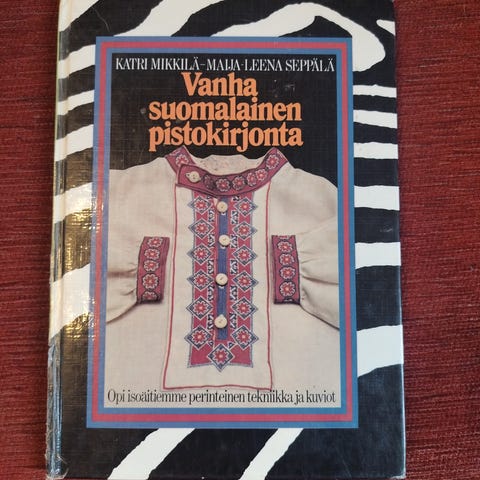 KATRI MIKKILÄ–MAIJA-LEENA SEPPÄLÄ
Vanha
suomalainen
pistokirjonta
Opi isoäitiemme perinteinen tekniikka ja kuviot